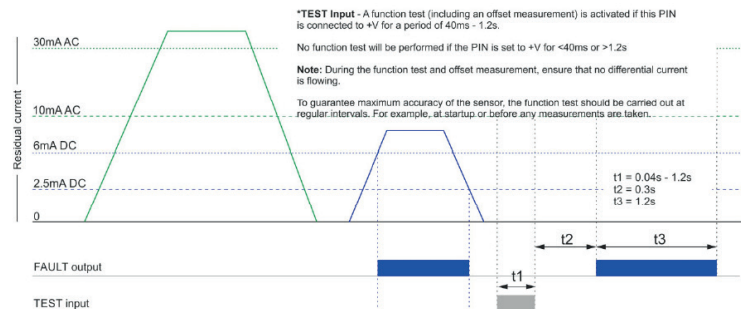 *TEST Input - A function test (including an offset measurement) is activated if this PIN
is connected to +V for a period of 40ms - 1.2s.
No function test will be performed if the PIN is set to +V for <40ms or >1.2s
Note: During the function test and offset measurement, ensure that no differential current
is flowing.
To guarantee maximum accuracy of the sensor, the function test should be carried out at
regular intervals. For example, at startup or before any measurements are taken.
Residual current
30mA AC
10mA AC
6mA DC
2.5mA DC
0
t1 = 0.04s - 1.2s
t2 = 0.3s
t3 = 1.2s
t2
t3
FAULT output
t1
TEST input